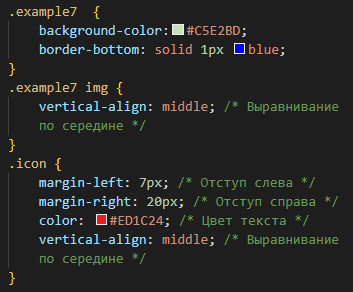 .example7  {
    background-color: #C5E2BD;
    border-bottom: solid 1px blue;
}
.example7 img {
    vertical-align: middle; /* Выравнивание
    по середине */
}
.icon {
    margin-left: 7px; /* Отступ слева */
    margin-right: 20px; /* Отступ справа */
    color: #ED1C24; /* Цвет текста */
    vertical-align: middle; /* Выравнивание
    по середине */
}